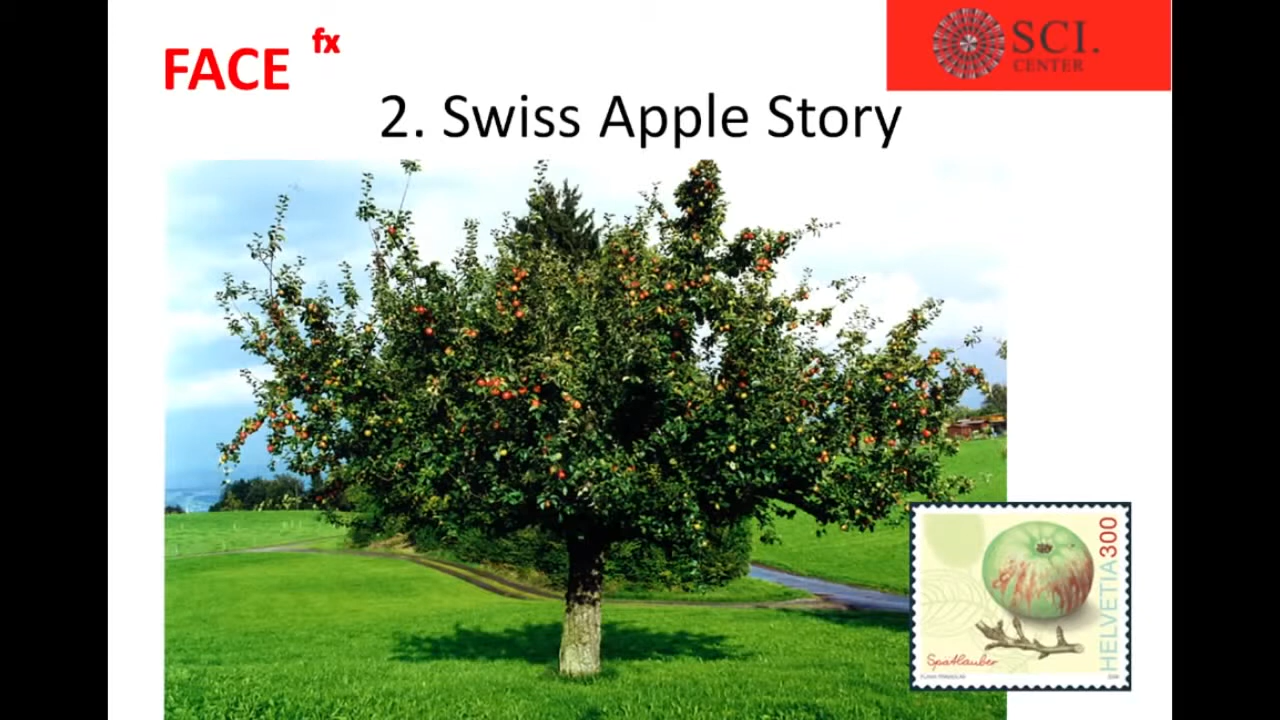 FACE fx
SCI.
CENTER
2. Swiss Apple Story
HELVETIA 300
Spätlauber